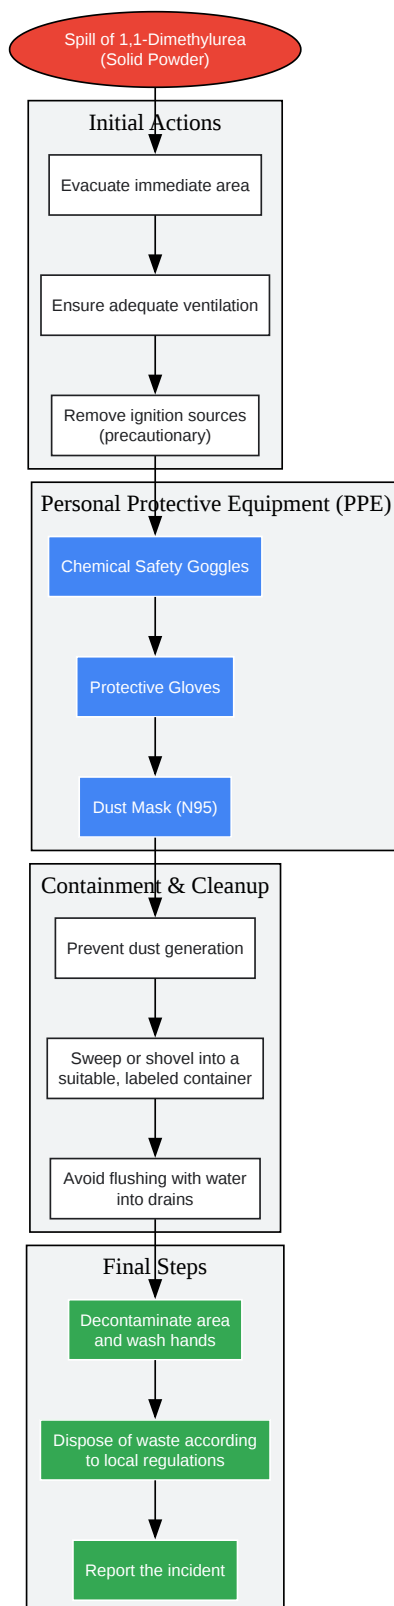 Spill of 1,1-Dimethylurea
(Solid Powder)
Initial Actions
Evacuate immediate area
Ensure adequate ventilation
Remove ignition sources
(precautionary)
Personal Protective Equipment (PPE)
Chemical Safety Goggles
Protective Gloves
Dust Mask (N95)
Containment & Cleanup
Prevent dust generation
Sweep or shovel into a
suitable, labeled container
Avoid flushing with water
into drains
Final Steps
Decontaminate area
and wash hands
Dispose of waste according
to local regulations
Report the incident